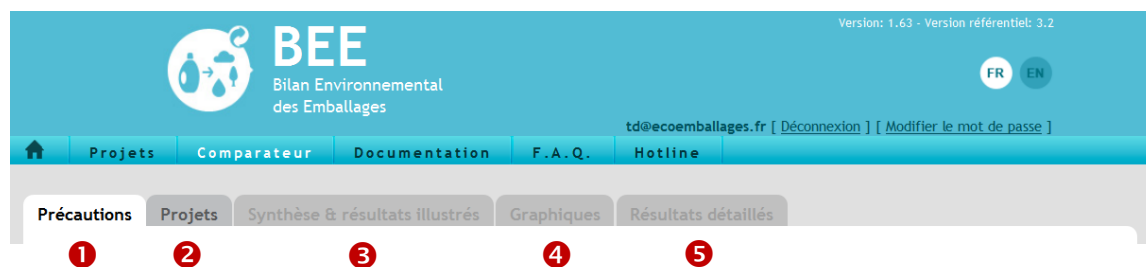 Version: 1.63 - Version référentiel: 3.2
BEE
Bilan Environnemental
des Emballages
FR EN
td@ecoemballages.fr [ Déconnexion ] [ Modifier le mot de passe ]
Projets Comparateur Documentation F.A.Q. Hotline
Précautions Projets Synthèse & résultats illustrés Graphiques Résultats détaillés
1 2 3 4 5